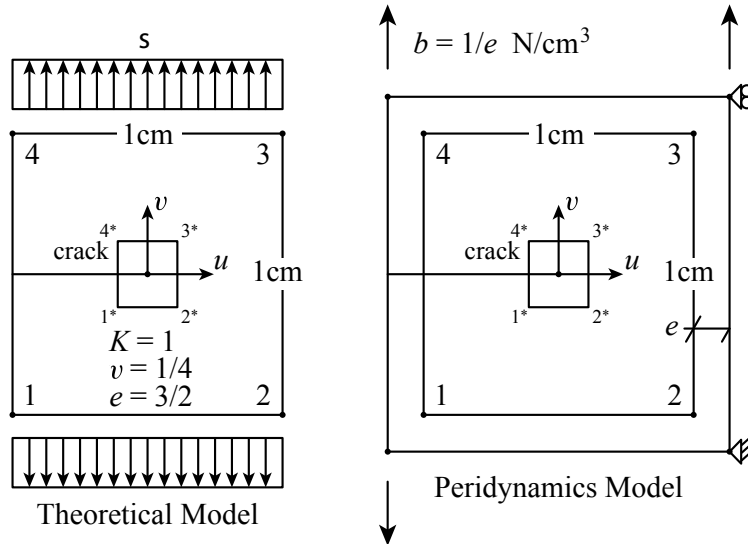 s
1cm
4 3
v
4* 3*
crack
u
1cm
1* 2*
K = 1
υ = 1/4
e = 3/2
1 2
Theoretical Model
b = 1/e N/cm³
1cm
4 3
v
4* 3*
crack
u
1cm
1* 2*
e
1 2
Peridynamics Model